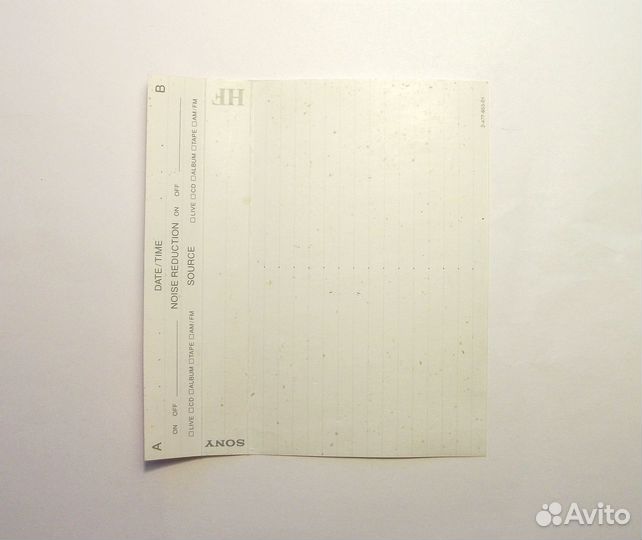 A DATE/TIME B
ON OFF NOISE REDUCTION ON OFF
□LIVE □CD □ALBUM □TAPE □AM/FM SOURCE □LIVE □CD □ALBUM □TAPE □AM/FM
SONY HF
Avito